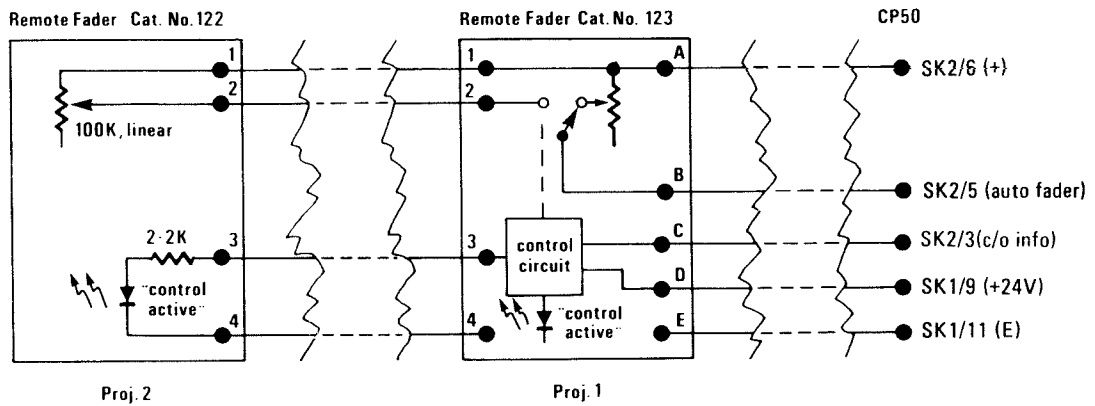 Remote Fader Cat. No. 122
Remote Fader Cat. No. 123
CP50
1
2
100K, linear
2·2K
3
"control
active"
4
Proj. 2
1
2
3
4
control
circuit
"control
active"
A
B
C
D
E
Proj. 1
SK2/6 (+)
SK2/5 (auto fader)
SK2/3(c/o info)
SK1/9 (+24V)
SK1/11 (E)